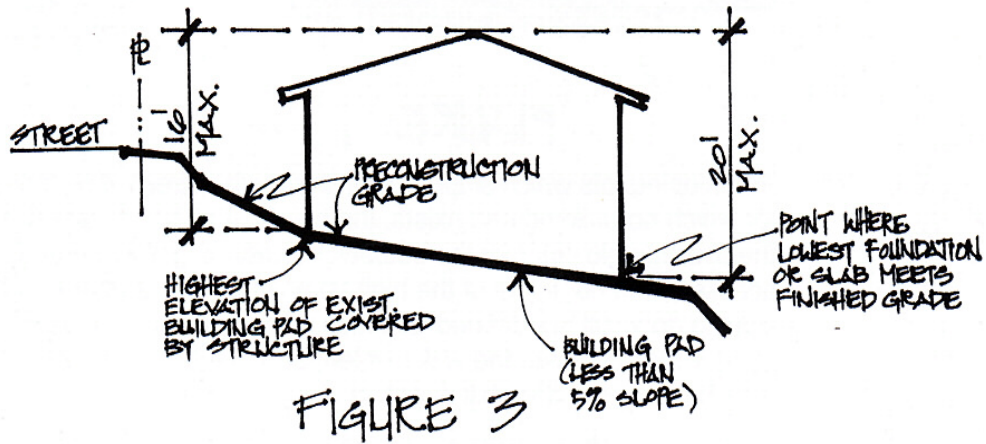 ℄
STREET
16'
MAX.
PRECONSTRUCTION
GRADE
20'
MAX.
POINT WHERE
LOWEST FOUNDATION
OR SLAB MEETS
FINISHED GRADE
HIGHEST
ELEVATION OF EXIST.
BUILDING PAD COVERED
BY STRUCTURE
BUILDING PAD
(LESS THAN
5% SLOPE)
FIGURE 3